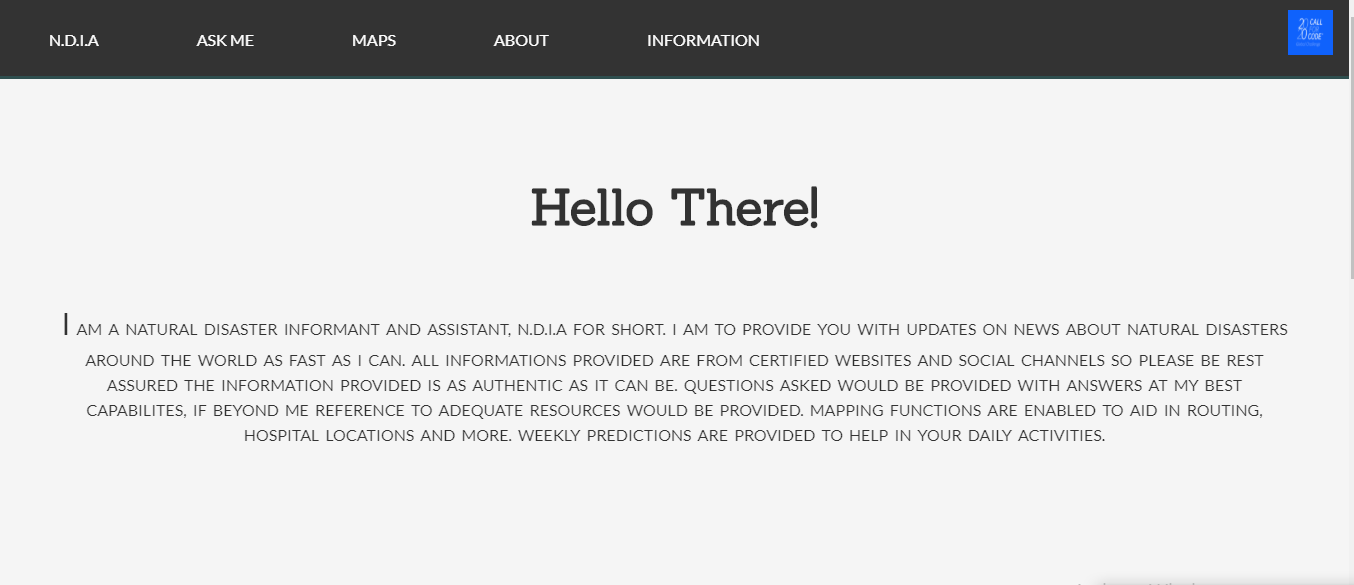 N.D.I.A ASK ME MAPS ABOUT INFORMATION
20 CALL
FOR
20 CODE
Hello There!
I AM A NATURAL DISASTER INFORMANT AND ASSISTANT, N.D.I.A FOR SHORT. I AM TO PROVIDE YOU WITH UPDATES ON NEWS ABOUT NATURAL DISASTERS
AROUND THE WORLD AS FAST AS I CAN. ALL INFORMATIONS PROVIDED ARE FROM CERTIFIED WEBSITES AND SOCIAL CHANNELS SO PLEASE BE REST
ASSURED THE INFORMATION PROVIDED IS AS AUTHENTIC AS IT CAN BE. QUESTIONS ASKED WOULD BE PROVIDED WITH ANSWERS AT MY BEST
CAPABILITES, IF BEYOND ME REFERENCE TO ADEQUATE RESOURCES WOULD BE PROVIDED. MAPPING FUNCTIONS ARE ENABLED TO AID IN ROUTING,
HOSPITAL LOCATIONS AND MORE. WEEKLY PREDICTIONS ARE PROVIDED TO HELP IN YOUR DAILY ACTIVITIES.